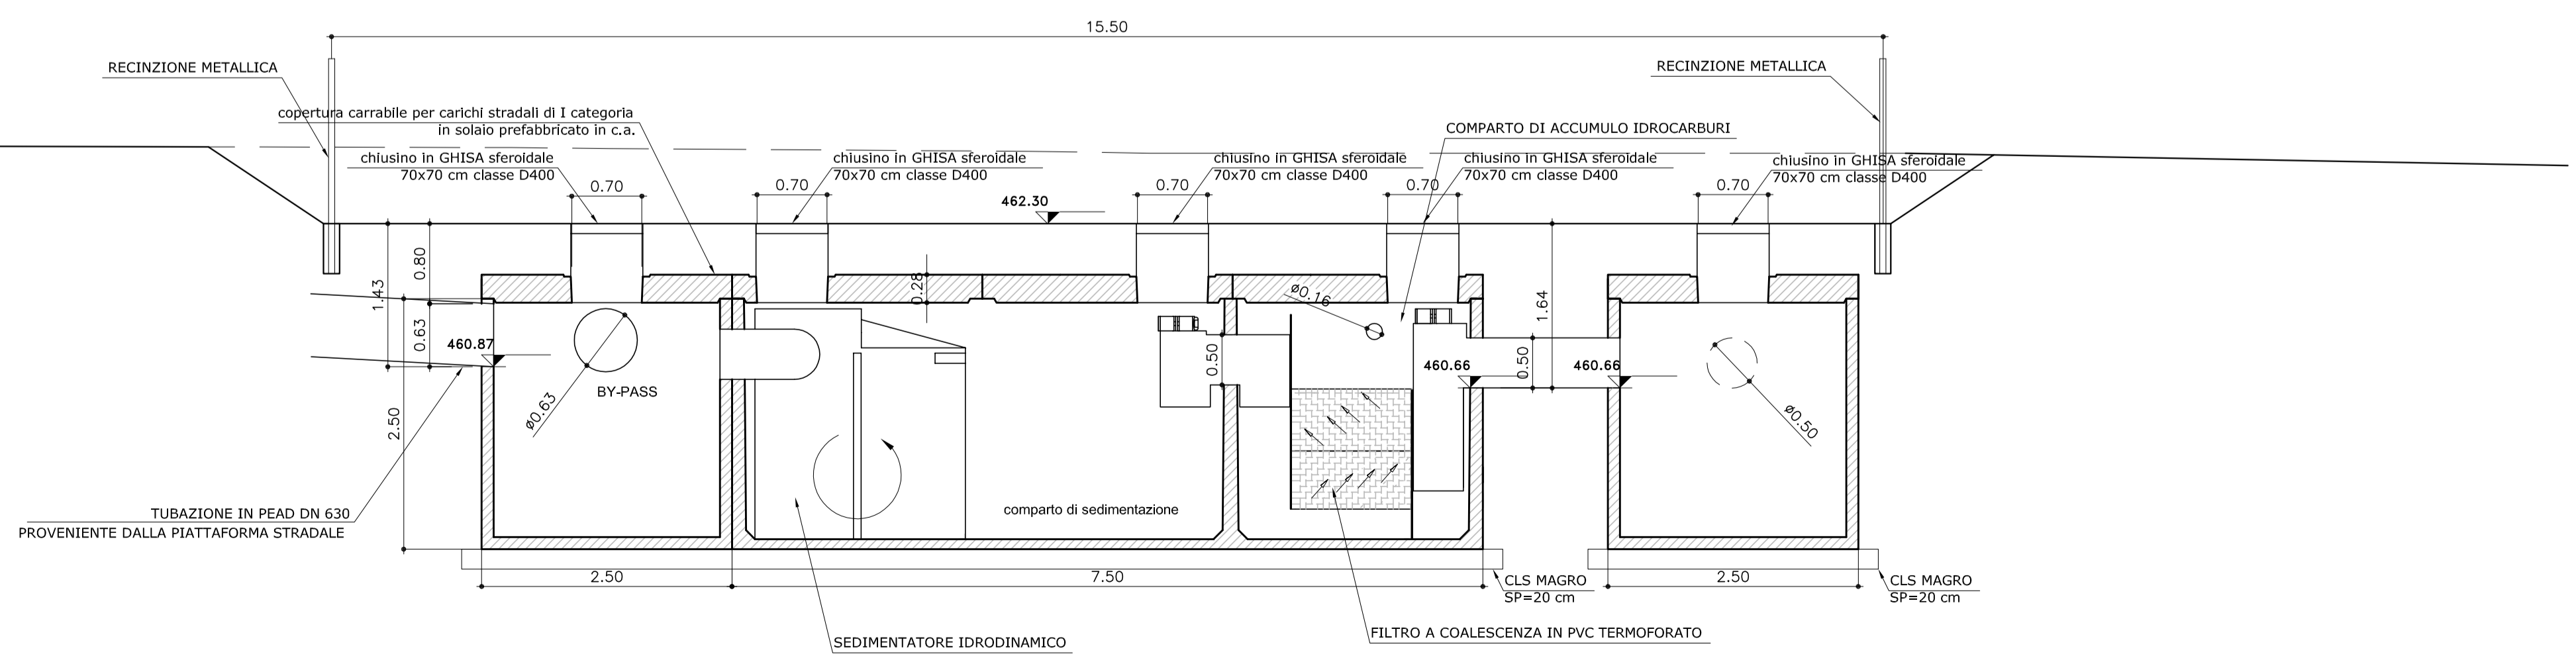 15.50
RECINZIONE METALLICA
RECINZIONE METALLICA
copertura carrabile per carichi stradali di I categoria
in solaio prefabbricato in c.a.
COMPARTO DI ACCUMULO IDROCARBURI
chiusino in GHISA sferoidale
70x70 cm classe D400
chiusino in GHISA sferoidale
70x70 cm classe D400
chiusino in GHISA sferoidale
70x70 cm classe D400
chiusino in GHISA sferoidale
70x70 cm classe D400
chiusino in GHISA sferoidale
70x70 cm classe D400
0.70
0.70
0.70
0.70
0.70
462.30
0.80
1.43
0.28
ø0.16
1.64
0.63
460.87
0.50
460.66
0.50
460.66
BY-PASS
ø0.63
ø0.50
2.50
comparto di sedimentazione
TUBAZIONE IN PEAD DN 630
PROVENIENTE DALLA PIATTAFORMA STRADALE
2.50
7.50
2.50
CLS MAGRO
SP=20 cm
CLS MAGRO
SP=20 cm
SEDIMENTATORE IDRODINAMICO
FILTRO A COALESCENZA IN PVC TERMOFORATO